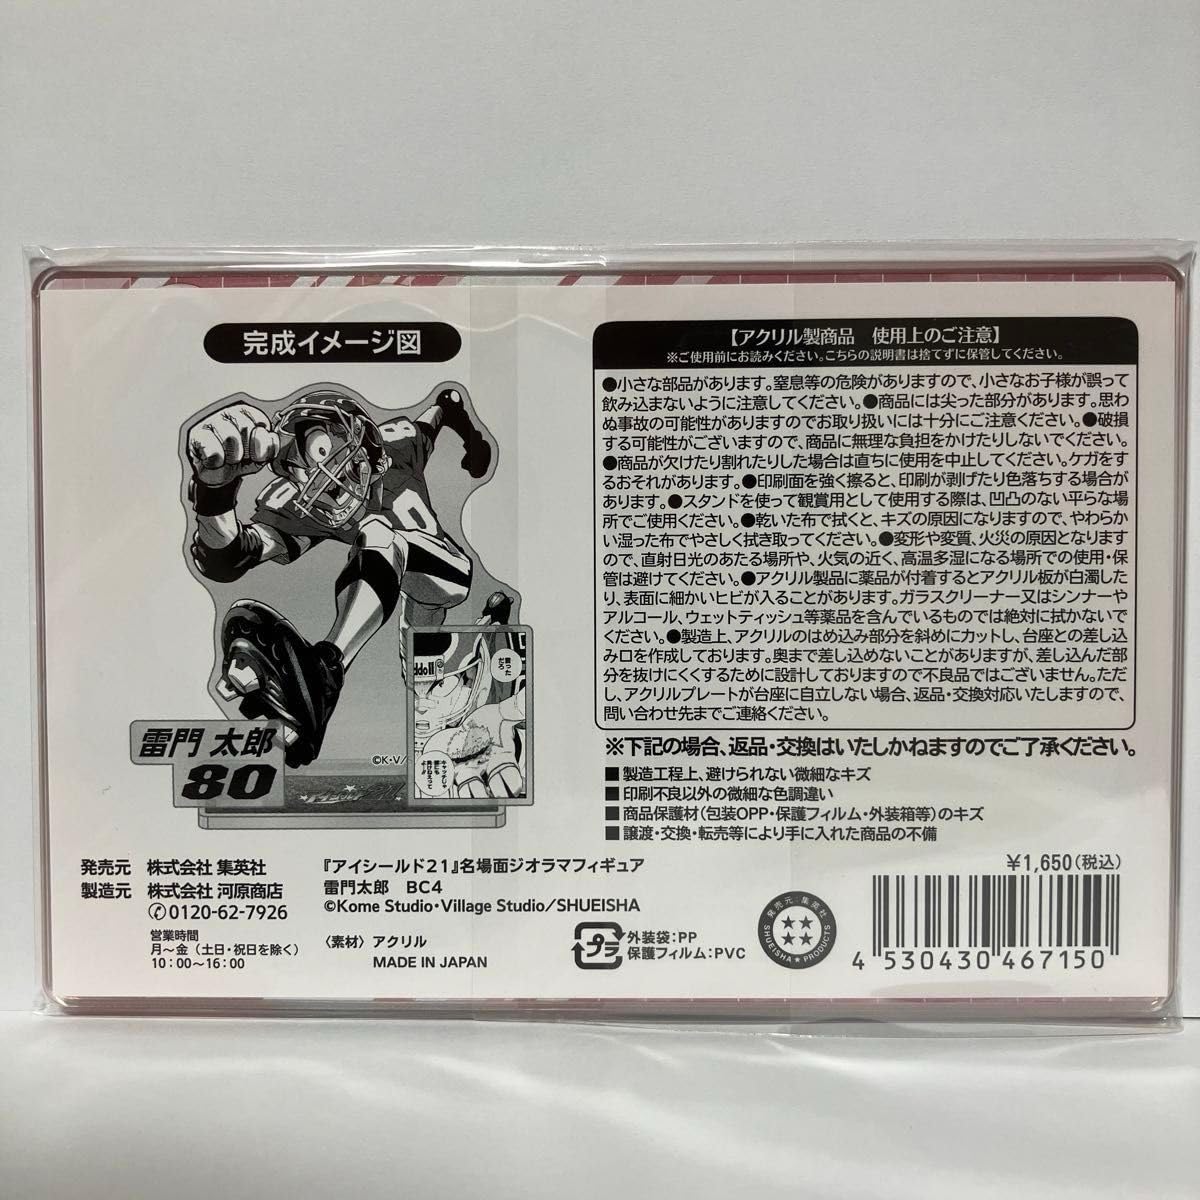 完成イメージ図
言った
だろ
キャッチじゃ
誰にも
負けねえって
よ!!
雷門 太郎
80
©K・V/
アイシールド21
【アクリル製商品 使用上のご注意】
※ご使用前にお読みください。こちらの説明書は捨てずに保管してください。
●小さな部品があります。窒息等の危険がありますので、小さなお子様が誤って
飲み込まないように注意してください。●商品には尖った部分があります。思わ
ぬ事故の可能性がありますのでお取り扱いには十分にご注意ください。●破損
する可能性がございますので、商品に無理な負担をかけたりしないでください。
●商品が欠けたり割れたりした場合は直ちに使用を中止してください。ケガをす
るおそれがあります。●印刷面を強く擦ると、印刷が剥げたり色落ちする場合が
あります。●スタンドを使って観賞用として使用する際は、凹凸のない平らな場
所でご使用ください。●乾いた布で拭くと、キズの原因になりますので、やわらか
い湿った布でやさしく拭き取ってください。●変形や変質、火災の原因となります
ので、直射日光のあたる場所や、火気の近く、高温多湿になる場所での使用・保
管は避けてください。●アクリル製品に薬品が付着するとアクリル板が白濁した
り、表面に細かいヒビが入ることがあります。ガラスクリーナー又はシンナーや
アルコール、ウェットティッシュ等薬品を含んでいるものでは絶対に拭かないで
ください。●製造上、アクリルのはめ込み部分を斜めにカットし、台座との差し込
み口を作成しております。奥まで差し込めないことがありますが、差し込んだ部
分を抜けにくくするために設計しておりますので不良品ではございません。ただ
し、アクリルプレートが台座に自立しない場合、返品・交換対応いたしますので、
問い合わせ先までご連絡ください。
※下記の場合、返品・交換はいたしかねますのでご了承ください。
■製造工程上、避けられない微細なキズ
■印刷不良以外の微細な色調違い
■商品保護材(包装OPP・保護フィルム・外装箱等)のキズ
■譲渡・交換・転売等により手に入れた商品の不備
発売元 株式会社 集英社
製造元 株式会社 河原商店
0120-62-7926
営業時間
月〜金（土日・祝日を除く）
10:00〜16:00
『アイシールド21』名場面ジオラマフィギュア
雷門太郎 BC4
©Kome Studio・Village Studio/SHUEISHA
〈素材〉アクリル
MADE IN JAPAN
プラ
外装袋:PP
保護フィルム:PVC
発売元:集英社
SHUEISHA★PRODUCTS
¥1,650(税込)
4 530430 467150